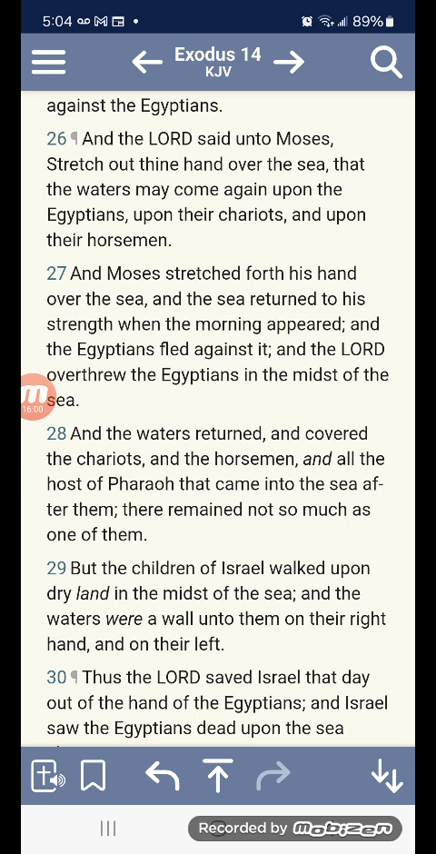 5:04 89%
Exodus 14
KJV
against the Egyptians.
26 ¶ And the LORD said unto Moses,
Stretch out thine hand over the sea, that
the waters may come again upon the
Egyptians, upon their chariots, and upon
their horsemen.
27 And Moses stretched forth his hand
over the sea, and the sea returned to his
strength when the morning appeared; and
the Egyptians fled against it; and the LORD
overthrew the Egyptians in the midst of the
sea.
m
16:00
28 And the waters returned, and covered
the chariots, and the horsemen, and all the
host of Pharaoh that came into the sea af-
ter them; there remained not so much as
one of them.
29 But the children of Israel walked upon
dry land in the midst of the sea; and the
waters were a wall unto them on their right
hand, and on their left.
30 ¶ Thus the LORD saved Israel that day
out of the hand of the Egyptians; and Israel
saw the Egyptians dead upon the sea
Recorded by mobizen